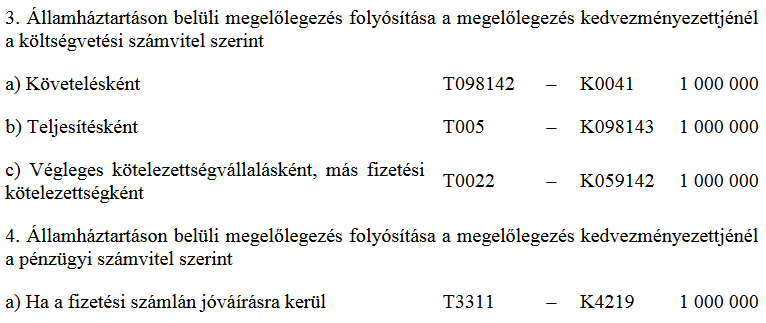 3. Államháztartáson belüli megelőlegezés folyósítása a megelőlegezés kedvezményezettjénél
a költségvetési számvitel szerint
a) Követelésként T098142 – K0041 1 000 000
b) Teljesítésként T005 – K098143 1 000 000
c) Végleges kötelezettségvállalásként, más fizetési
kötelezettségként T0022 – K059142 1 000 000
4. Államháztartáson belüli megelőlegezés folyósítása a megelőlegezés kedvezményezettjénél
a pénzügyi számvitel szerint
a) Ha a fizetési számlán jóváírásra kerül T3311 – K4219 1 000 000